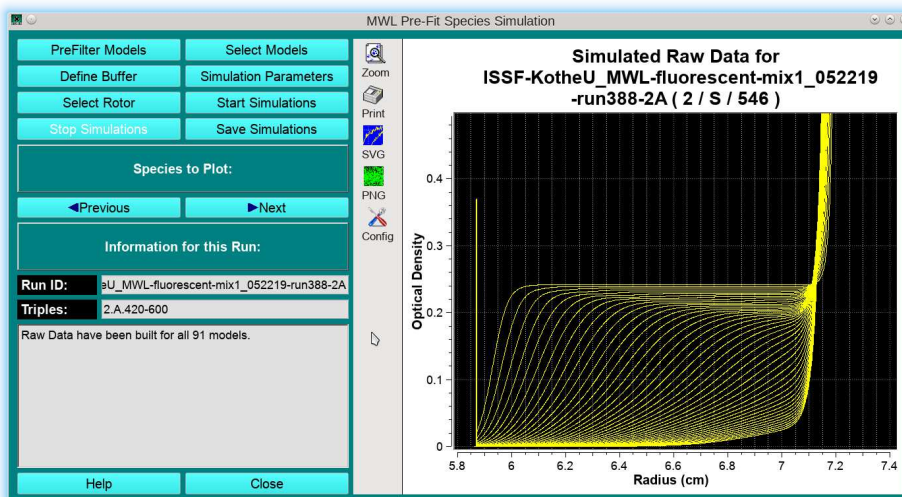 MWL Pre-Fit Species Simulation
PreFilter Models
Select Models
Define Buffer
Simulation Parameters
Select Rotor
Start Simulations
Stop Simulations
Save Simulations
Species to Plot:
Previous
Next
Information for this Run:
Run ID:
eU_MWL-fluorescent-mix1_052219-run388-2A
Triples:
2.A.420-600
Raw Data have been built for all 91 models.
Help
Close
Zoom
Print
SVG
PNG
Config
Simulated Raw Data for
ISSF-KotheU_MWL-fluorescent-mix1_052219
-run388-2A ( 2 / S / 546 )
Optical Density
0.4
0.3
0.2
0.1
0
5.8
6
6.2
6.4
6.6
6.8
7
7.2
7.4
Radius (cm)